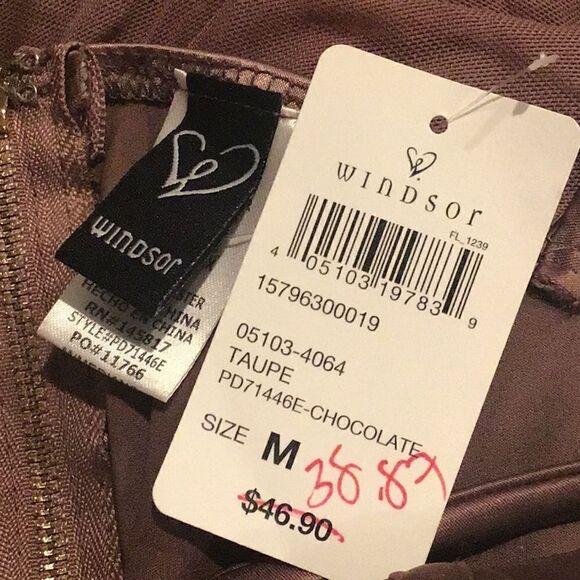 WINDSOR
HECHO EN CHINA
RN# 145817
STYLE#PD71446E
PO#11766
WINDSOR
FL_1239
4 05103 19783 9
15796300019
05103-4064
TAUPE
PD71446E-CHOCOLATE
SIZE M
38.87
$46.90